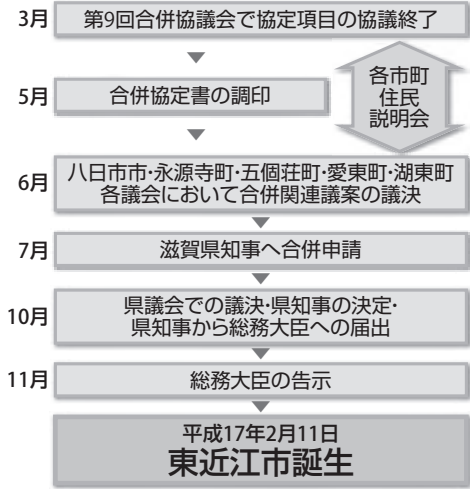 3月 第9回合併協議会で協定項目の協議終了
5月 合併協定書の調印
各市町
住民
説明会
6月 八日市市・永源寺町・五個荘町・愛東町・湖東町
各議会において合併関連議案の議決
7月 滋賀県知事へ合併申請
10月 県議会での議決・県知事の決定・
県知事から総務大臣への届出
11月 総務大臣の告示
平成17年2月11日
東近江市誕生